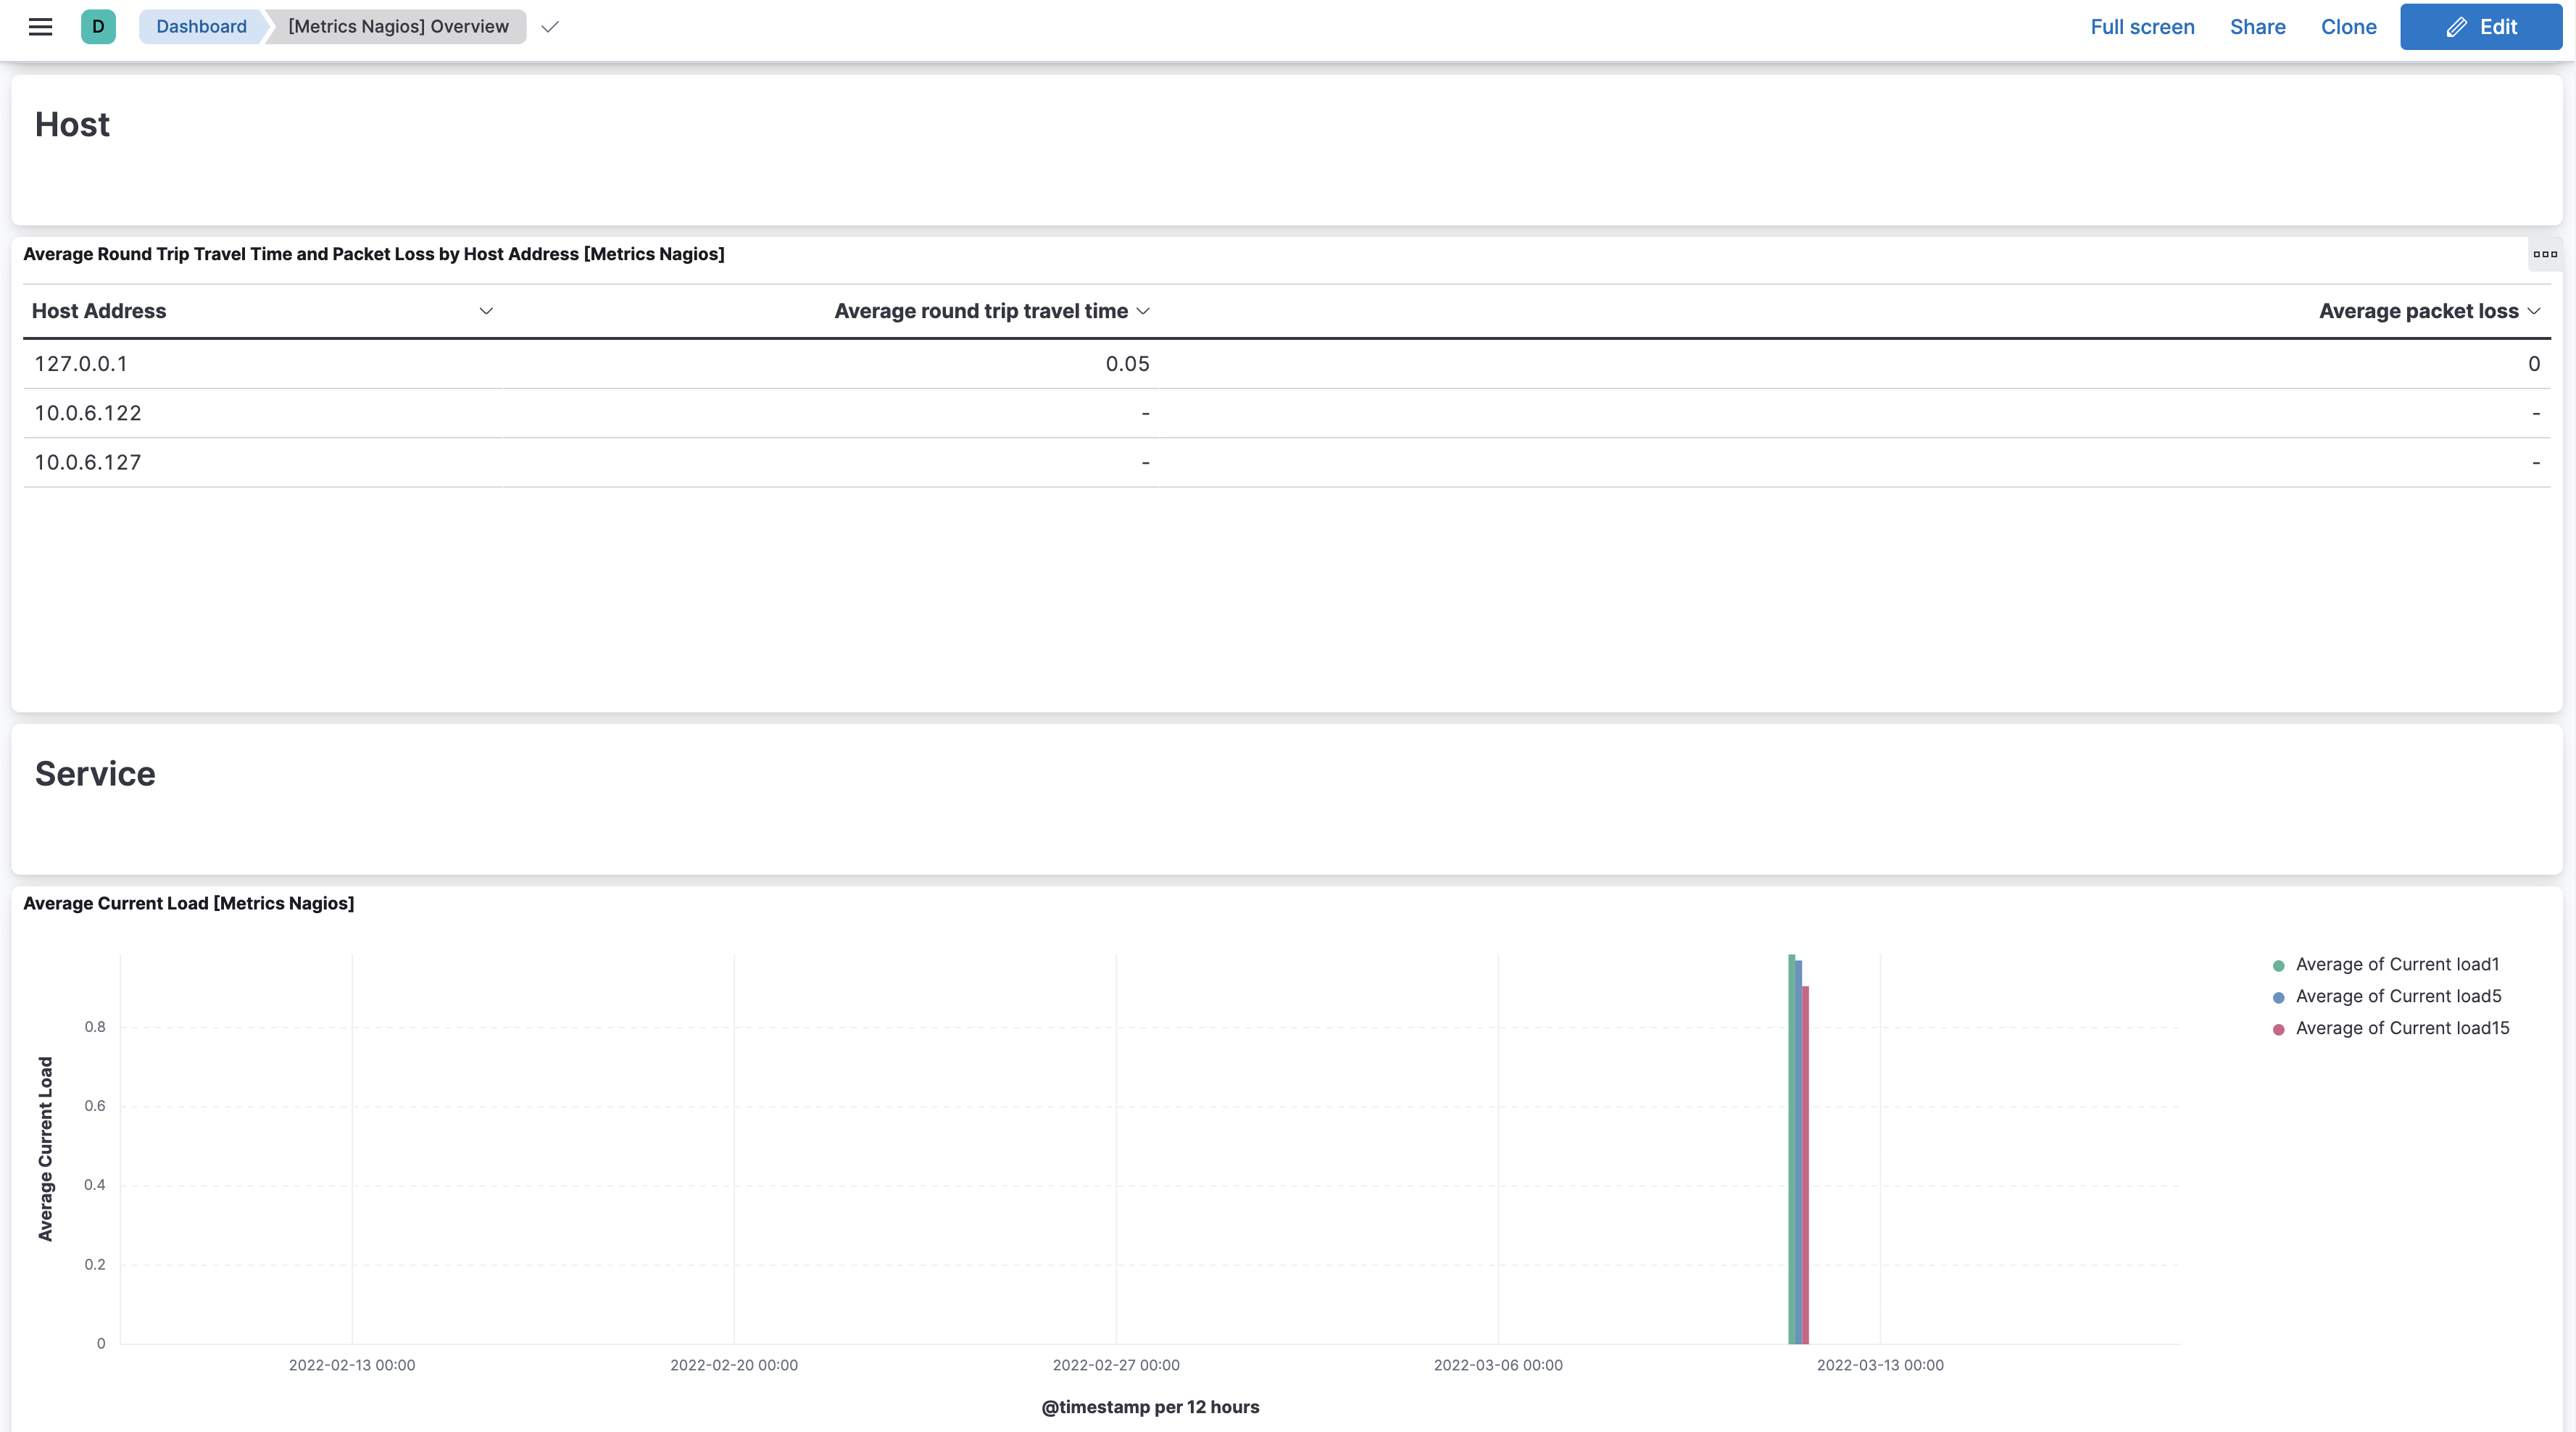 D Dashboard [Metrics Nagios] Overview Full screen Share Clone Edit
Host
Average Round Trip Travel Time and Packet Loss by Host Address [Metrics Nagios]
Host Address Average round trip travel time Average packet loss
127.0.0.1 0.05 0
10.0.6.122 - -
10.0.6.127 - -
Service
Average Current Load [Metrics Nagios]
Average of Current load1
Average of Current load5
Average of Current load15
0.8
0.6
0.4
0.2
0
Average Current Load
2022-02-13 00:00 2022-02-20 00:00 2022-02-27 00:00 2022-03-06 00:00 2022-03-13 00:00
@timestamp per 12 hours